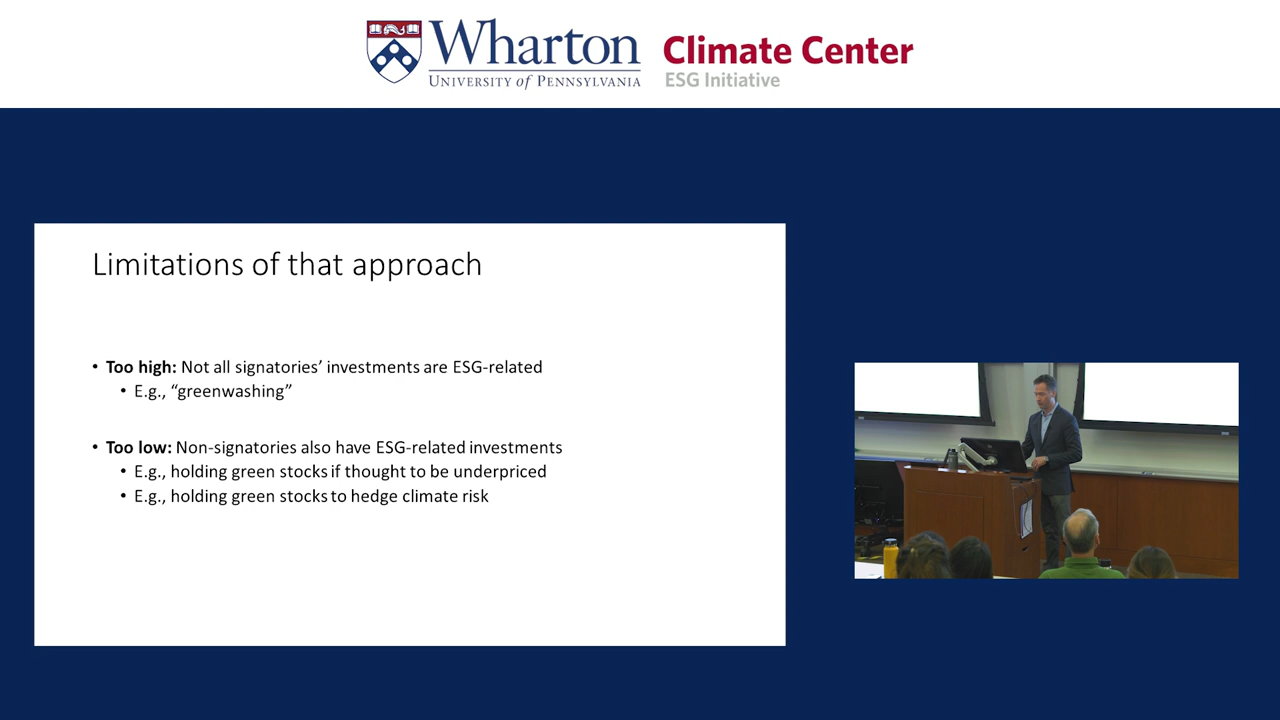 Wharton
UNIVERSITY of PENNSYLVANIA
Climate Center
ESG Initiative
Limitations of that approach
• Too high: Not all signatories’ investments are ESG-related
• E.g., “greenwashing”
• Too low: Non-signatories also have ESG-related investments
• E.g., holding green stocks if thought to be underpriced
• E.g., holding green stocks to hedge climate risk